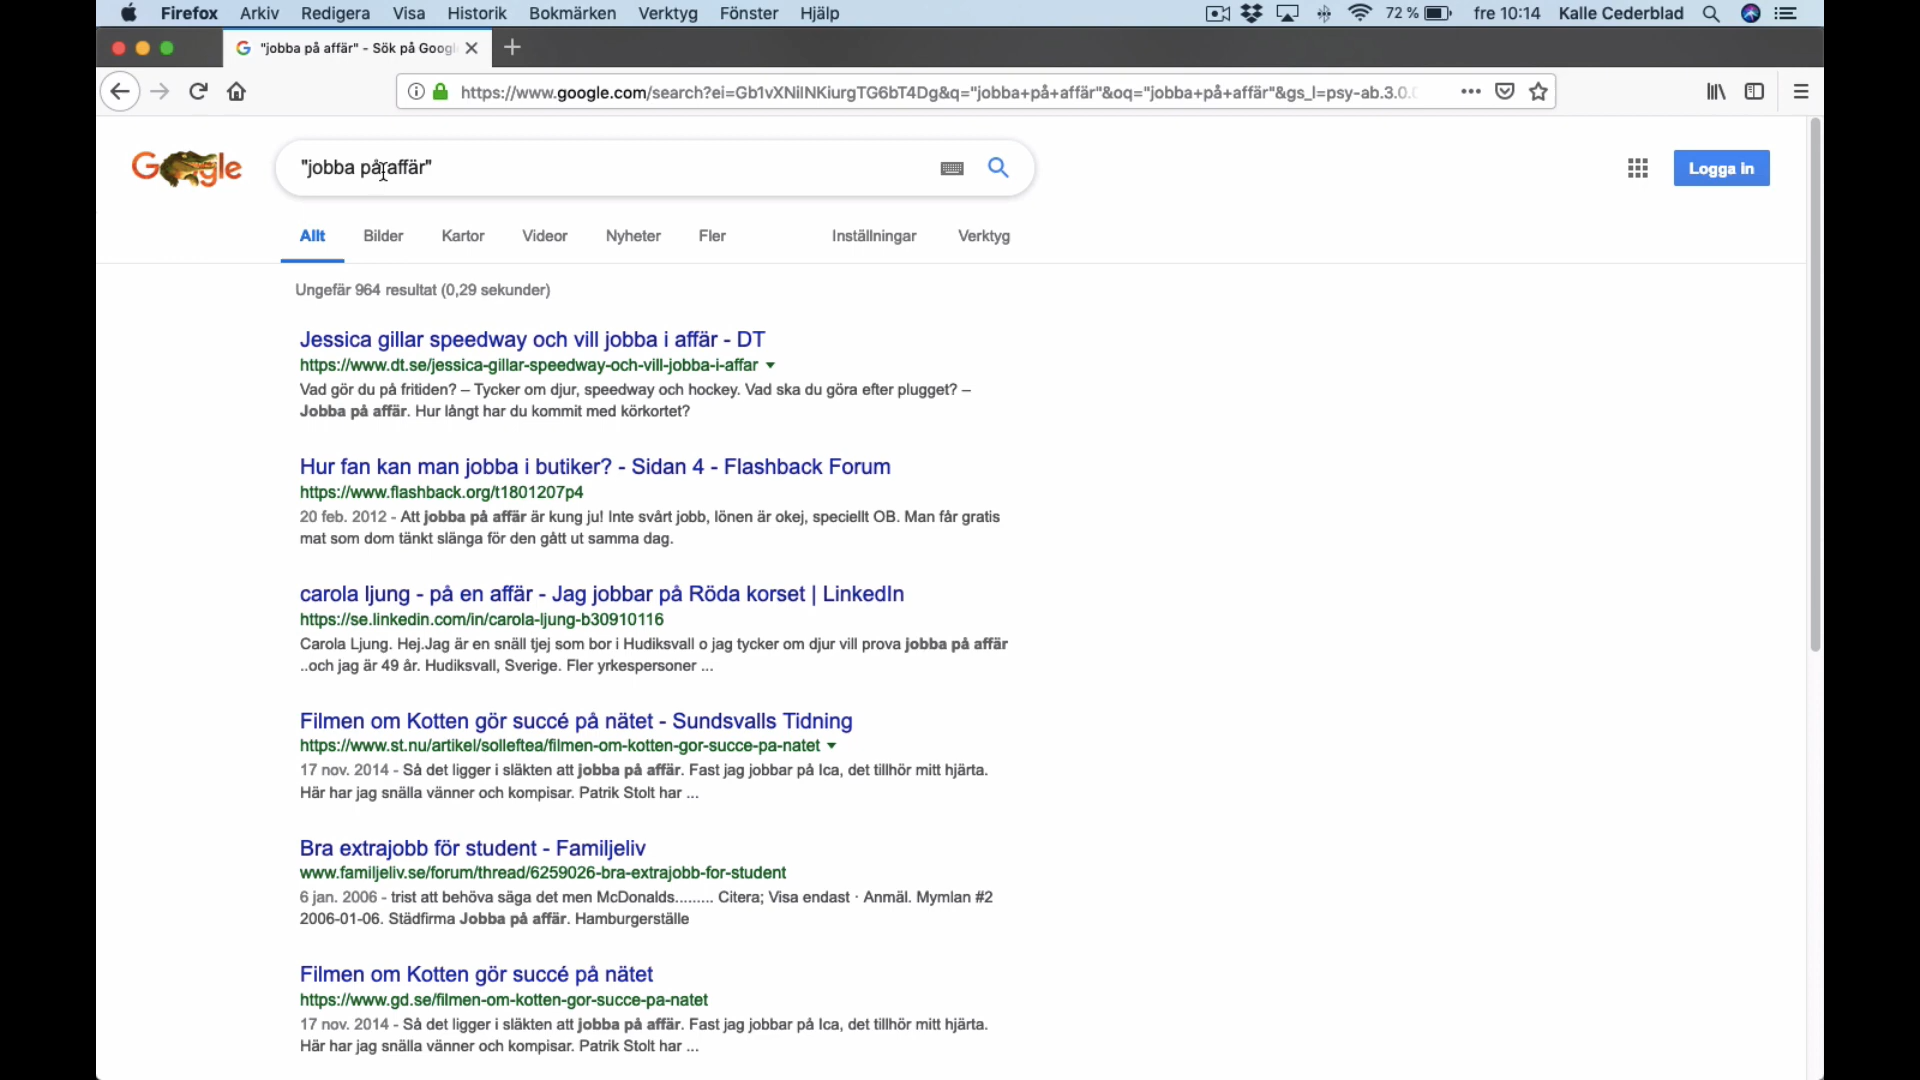 Firefox Arkiv Redigera Visa Historik Bokmärken Verktyg Fönster Hjälp 72 % fre 10:14 Kalle Cederblad
"jobba på affär" - Sök på Googl
https://www.google.com/search?ei=Gb1vXNiINKiurgTG6bT4Dg&q="jobba+på+affär"&oq="jobba+på+affär"&gs_l=psy-ab.3.0.
Google "jobba på affär" Logga in
Allt Bilder Kartor Videor Nyheter Fler Inställningar Verktyg
Ungefär 964 resultat (0,29 sekunder)
Jessica gillar speedway och vill jobba i affär - DT
https://www.dt.se/jessica-gillar-speedway-och-vill-jobba-i-affar
Vad gör du på fritiden? – Tycker om djur, speedway och hockey. Vad ska du göra efter plugget? –
Jobba på affär. Hur långt har du kommit med körkortet?
Hur fan kan man jobba i butiker? - Sidan 4 - Flashback Forum
https://www.flashback.org/t1801207p4
20 feb. 2012 - Att jobba på affär är kung ju! Inte svårt jobb, lönen är okej, speciellt OB. Man får gratis
mat som dom tänkt slänga för den gått ut samma dag.
carola ljung - på en affär - Jag jobbar på Röda korset | LinkedIn
https://se.linkedin.com/in/carola-ljung-b30910116
Carola Ljung. Hej.Jag är en snäll tjej som bor i Hudiksvall o jag tycker om djur vill prova jobba på affär
..och jag är 49 år. Hudiksvall, Sverige. Fler yrkespersoner ...
Filmen om Kotten gör succé på nätet - Sundsvalls Tidning
https://www.st.nu/artikel/solleftea/filmen-om-kotten-gor-succe-pa-natet
17 nov. 2014 - Så det ligger i släkten att jobba på affär. Fast jag jobbar på Ica, det tillhör mitt hjärta.
Här har jag snälla vänner och kompisar. Patrik Stolt har ...
Bra extrajobb för student - Familjeliv
www.familjeliv.se/forum/thread/6259026-bra-extrajobb-for-student
6 jan. 2006 - trist att behöva säga det men McDonalds......... Citera; Visa endast · Anmäl. Mymlan #2
2006-01-06. Städfirma Jobba på affär. Hamburgerställe
Filmen om Kotten gör succé på nätet
https://www.gd.se/filmen-om-kotten-gor-succe-pa-natet
17 nov. 2014 - Så det ligger i släkten att jobba på affär. Fast jag jobbar på Ica, det tillhör mitt hjärta.
Här har jag snälla vänner och kompisar. Patrik Stolt har ...